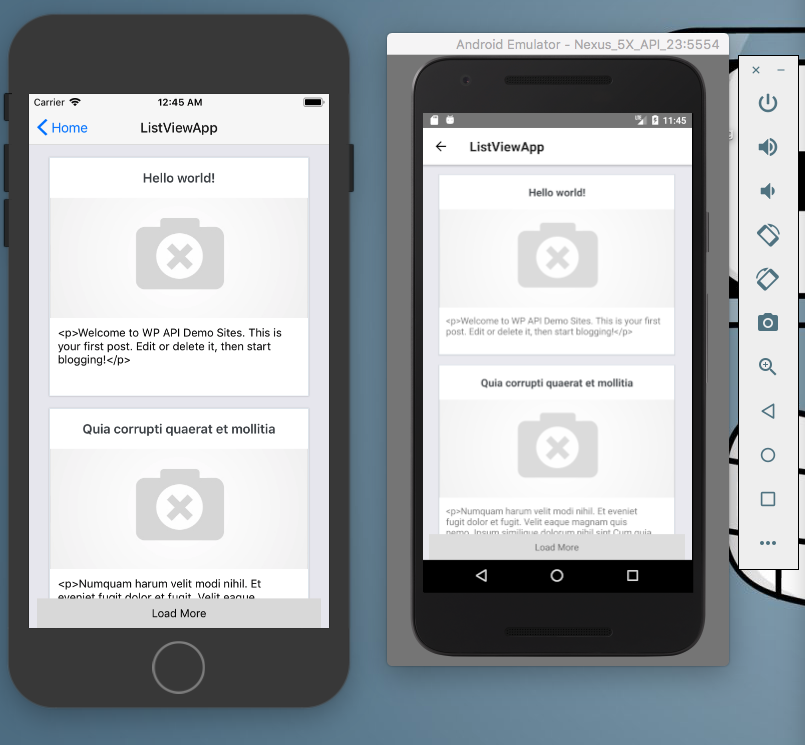 Carrier
12:45 AM
Home
ListViewApp
Hello world!
<p>Welcome to WP API Demo Sites. This is
your first post. Edit or delete it, then start
blogging!</p>
Quia corrupti quaerat et mollitia
<p>Numquam harum velit modi nihil. Et
eveniet fugit dolor et fugit. Velit eaque
Load More
Android Emulator - Nexus_5X_API_23:5554
11:45
ListViewApp
Hello world!
<p>Welcome to WP API Demo Sites. This is your first
post. Edit or delete it, then start blogging!</p>
Quia corrupti quaerat et mollitia
<p>Numquam harum velit modi nihil. Et eveniet
fugit dolor et fugit. Velit eaque magnam quis
nemo. Ipsum similique dolorum nihil sint Cum quia
Load More